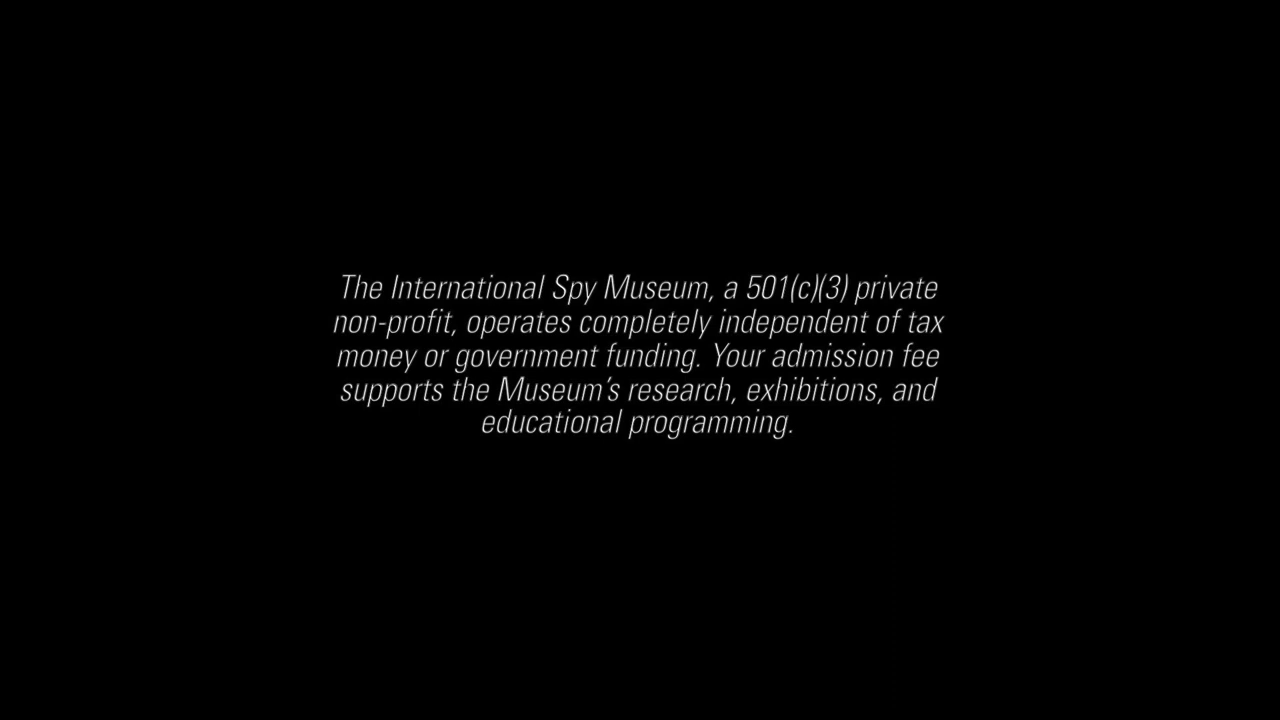 The International Spy Museum, a 501(c)(3) private
non-profit, operates completely independent of tax
money or government funding. Your admission fee
supports the Museum's research, exhibitions, and
educational programming.